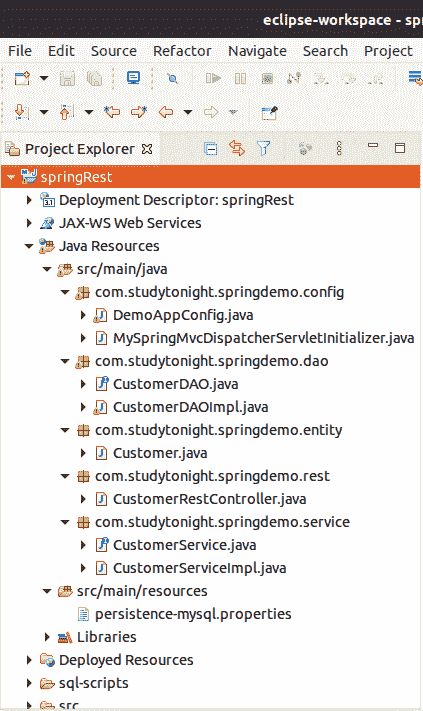 eclipse-workspace - spr
File Edit Source Refactor Navigate Search Project
Project Explorer
springRest
Deployment Descriptor: springRest
JAX-WS Web Services
Java Resources
src/main/java
com.studytonight.springdemo.config
DemoAppConfig.java
MySpringMvcDispatcherServletInitializer.java
com.studytonight.springdemo.dao
CustomerDAO.java
CustomerDAOImpl.java
com.studytonight.springdemo.entity
Customer.java
com.studytonight.springdemo.rest
CustomerRestController.java
com.studytonight.springdemo.service
CustomerService.java
CustomerServiceImpl.java
src/main/resources
persistence-mysql.properties
Libraries
Deployed Resources
sql-scripts
src